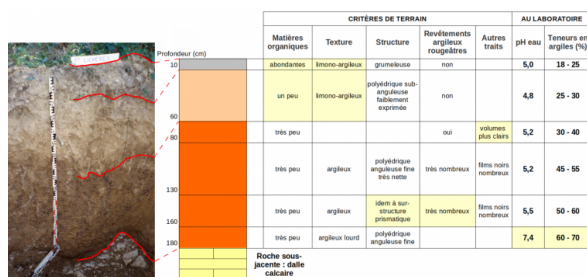 CRITÈRES DE TERRAIN AU LABORATOIRE
Profondeur (cm)
Matières organiques Texture Structure Revêtements argileux rougeâtres Autres traits pH eau Teneurs en argiles (%)
10 abondantes limono-argileux grumeleuse non 5,0 18 - 25
60 un peu limono-argileux polyédrique sub-anguleuse faiblement exprimée non 4,8 25 - 30
80 très peu oui volumes plus clairs 5,2 30 - 40
130 très peu argileux polyédrique anguleuse fine très nette très nombreux films noirs nombreux 5,2 45 - 55
160 très peu argileux idem à sur-structure prismatique très nombreux films noirs nombreux 5,5 50 - 60
180 très peu argileux lourd polyédrique anguleuse fine 7,4 60 - 70
Roche sous-
jacente : dalle
calcaire